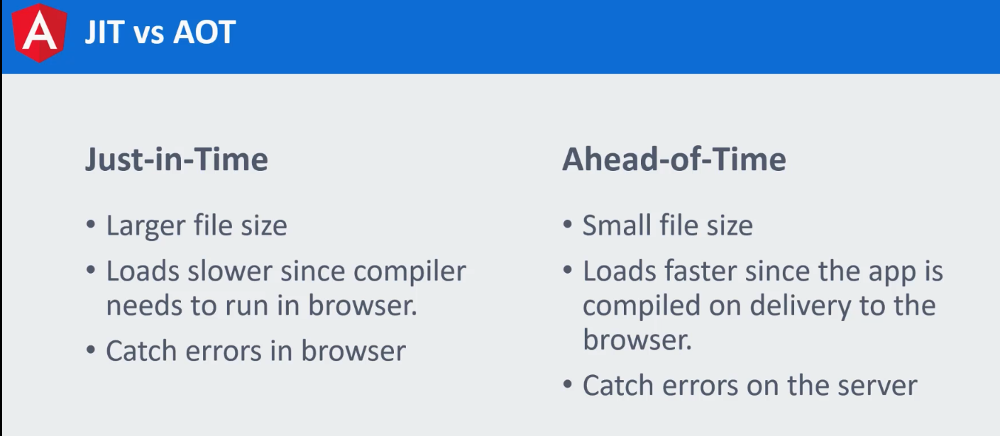 JIT vs AOT
Just-in-Time
• Larger file size
• Loads slower since compiler
needs to run in browser.
• Catch errors in browser
Ahead-of-Time
• Small file size
• Loads faster since the app is
compiled on delivery to the
browser.
• Catch errors on the server